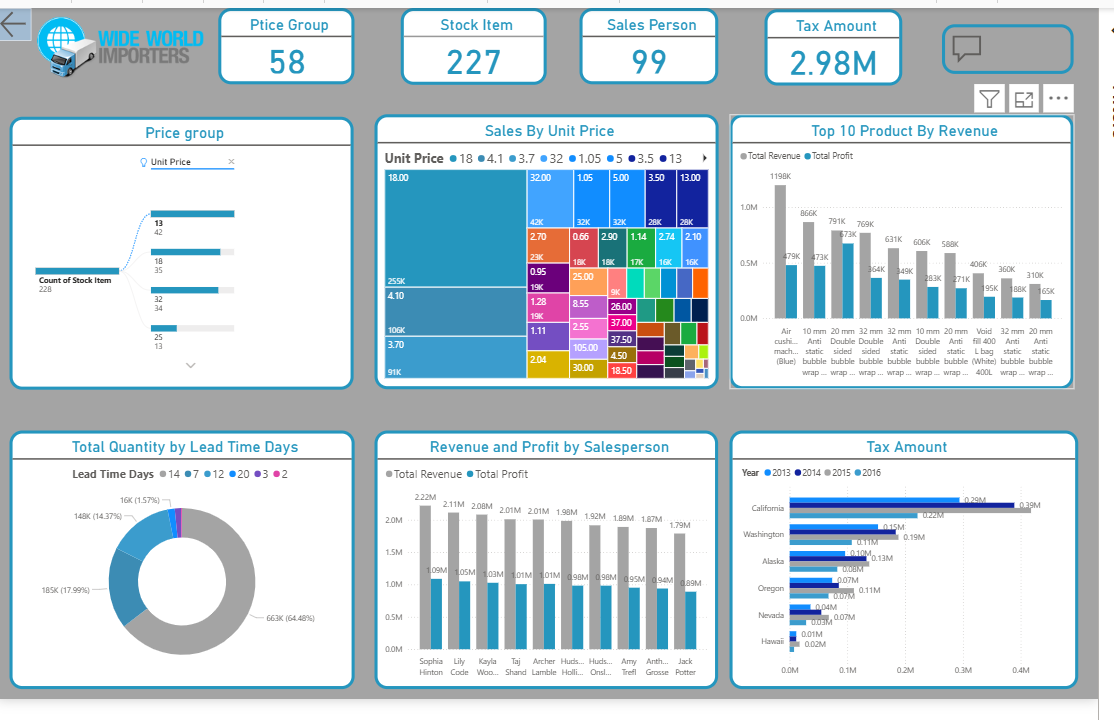 WIDE WORLD
IMPORTERS
Ptice Group
58
Stock Item
227
Sales Person
99
Tax Amount
2.98M
Price group
Unit Price
Count of Stock Item
228
13
42
18
35
32
34
25
13
Sales By Unit Price
Unit Price 18 4.1 3.7 32 1.05 5 3.5 13
18.00
255K
4.10
106K
3.70
91K
32.00
42K
1.05
32K
5.00
32K
3.50
28K
13.00
28K
2.70
23K
0.66
18K
2.90
18K
1.14
17K
2.74
16K
2.10
16K
0.95
19K
25.00
9K
1.28
19K
8.55
26.00
37.00
1.11
2.55
37.50
105.00
4.50
2.04
30.00
18.50
Top 10 Product By Revenue
Total Revenue Total Profit
1.0M
0.5M
0.0M
1198K
479K
866K
473K
791K
673K
769K
364K
631K
349K
606K
283K
588K
271K
406K
195K
360K
188K
310K
165K
Air
cushi...
mach...
(Blue)
10 mm
Anti
static
bubble
wrap ...
20 mm
Double
sided
bubble
wrap ...
32 mm
Double
sided
bubble
wrap ...
32 mm
Anti
static
bubble
wrap ...
10 mm
Double
sided
bubble
wrap ...
20 mm
Double
sided
bubble
wrap ...
Void
fill 400
L bag
(White)
400L
32 mm
Anti
static
bubble
wrap ...
20 mm
Anti
static
bubble
wrap ...
Total Quantity by Lead Time Days
Lead Time Days 14 7 12 20 3 2
16K (1.57%)
148K (14.37%)
185K (17.99%)
663K (64.48%)
Revenue and Profit by Salesperson
Total Revenue Total Profit
2.0M
1.5M
1.0M
0.5M
0.0M
2.22M
1.09M
2.11M
1.05M
2.08M
1.03M
2.01M
1.01M
2.01M
1.01M
1.98M
0.98M
1.92M
0.98M
1.89M
0.95M
1.87M
0.94M
1.79M
0.89M
Sophia
Hinton
Lily
Code
Kayla
Woo...
Taj
Shand
Archer
Lamble
Huds...
Holli...
Huds...
Onsl...
Amy
Trefl
Anth...
Grosse
Jack
Potter
Tax Amount
Year 2013 2014 2015 2016
California
0.29M
0.39M
0.22M
Washington
0.15M
0.19M
0.11M
Alaska
0.10M
0.13M
0.08M
Oregon
0.07M
0.11M
0.07M
Nevada
0.04M
0.07M
0.03M
Hawaii
0.01M
0.02M
0.0M 0.1M 0.2M 0.3M 0.4M